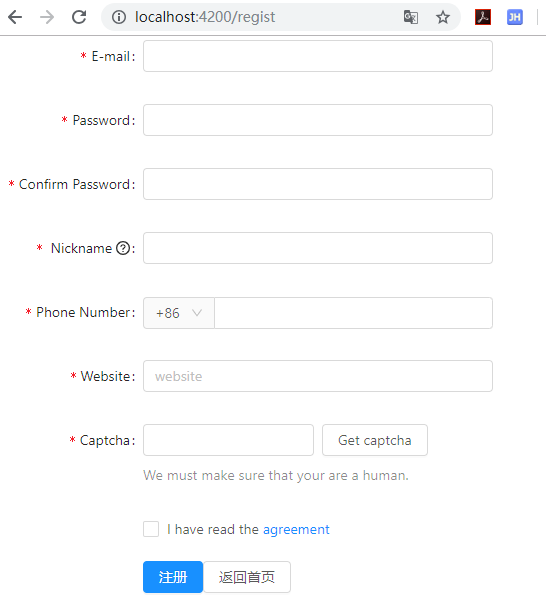 localhost:4200/regist
JH
* E-mail:
* Password:
* Confirm Password:
* Nickname ?:
* Phone Number: +86
* Website: website
* Captcha: Get captcha
We must make sure that your are a human.
I have read the agreement
注册 返回首页